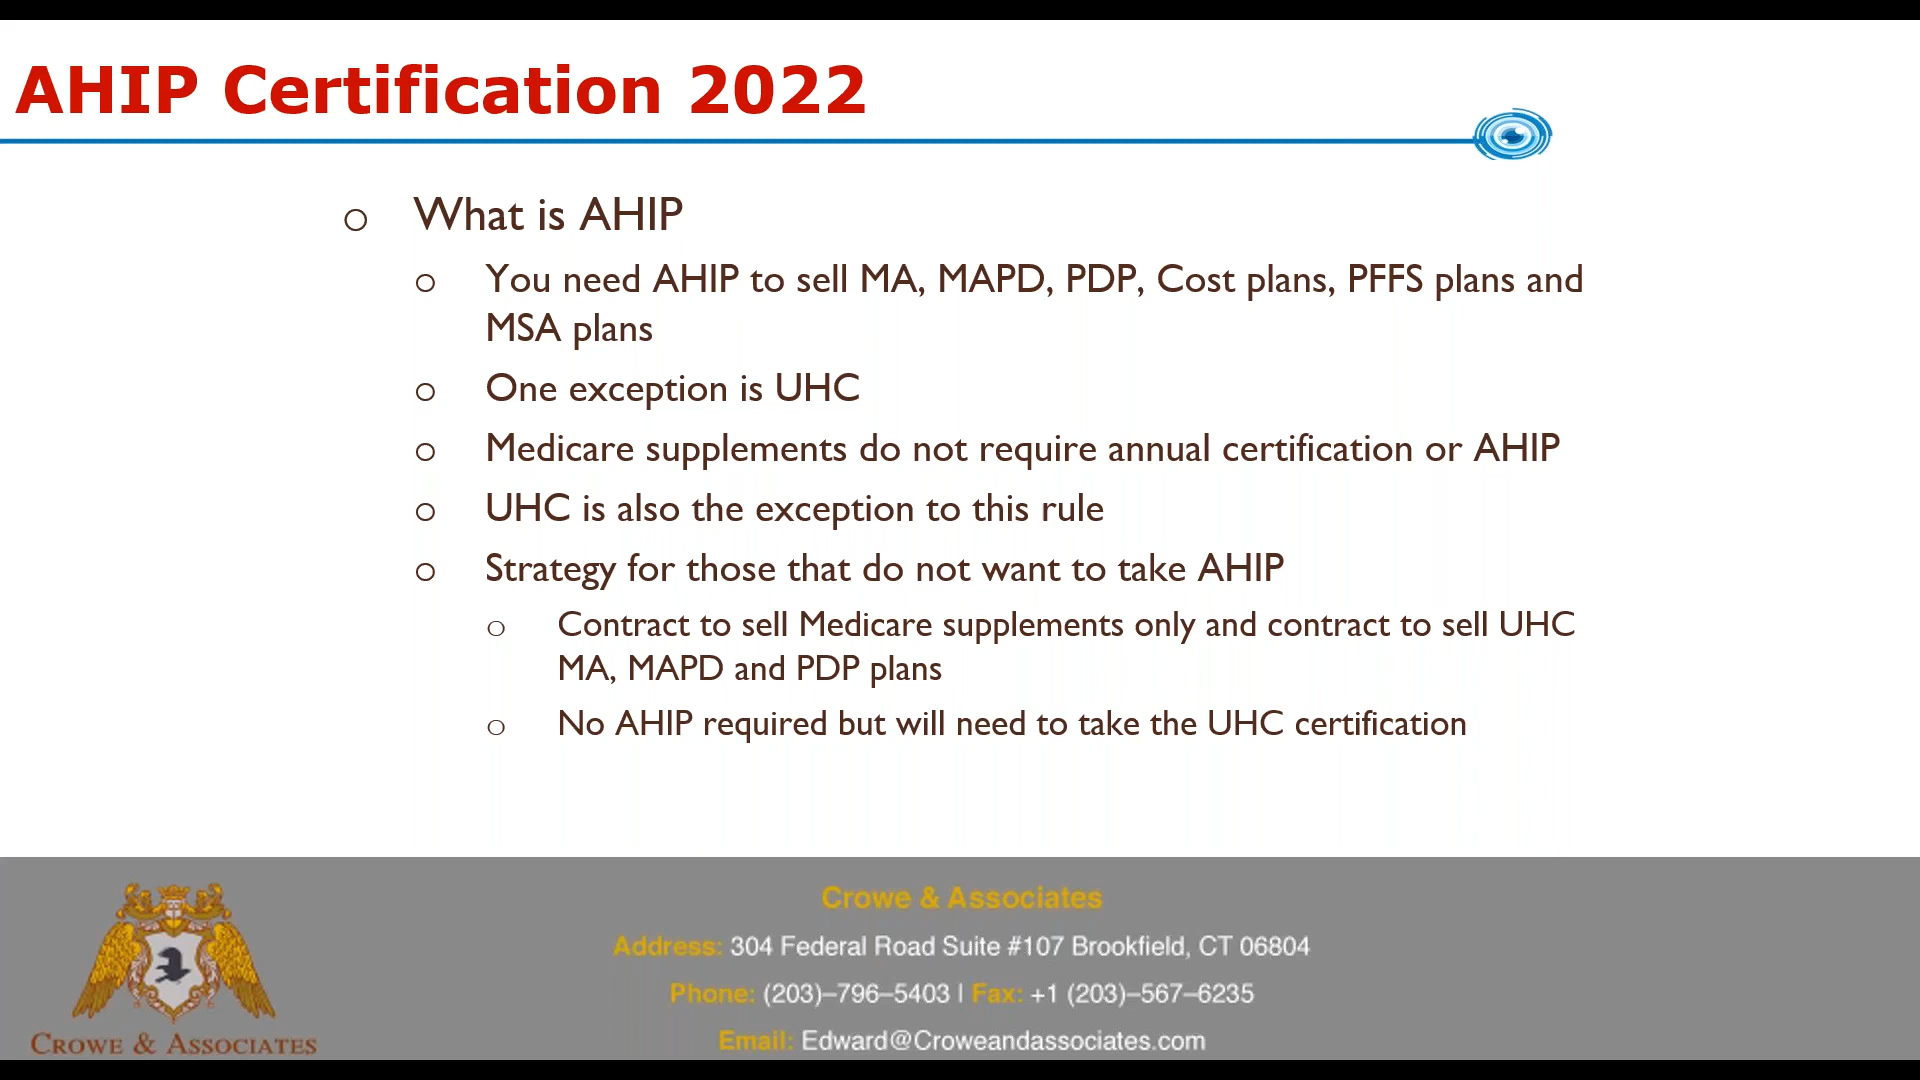 AHIP Certification 2022
What is AHIP
You need AHIP to sell MA, MAPD, PDP, Cost plans, PFFS plans and
MSA plans
One exception is UHC
Medicare supplements do not require annual certification or AHIP
UHC is also the exception to this rule
Strategy for those that do not want to take AHIP
Contract to sell Medicare supplements only and contract to sell UHC
MA, MAPD and PDP plans
No AHIP required but will need to take the UHC certification
Crowe & Associates
Address: 304 Federal Road Suite #107 Brookfield, CT 06804
Phone: (203)–796–5403 | Fax: +1 (203)–567–6235
Email: Edward@Croweandassociates.com
CROWE & ASSOCIATES